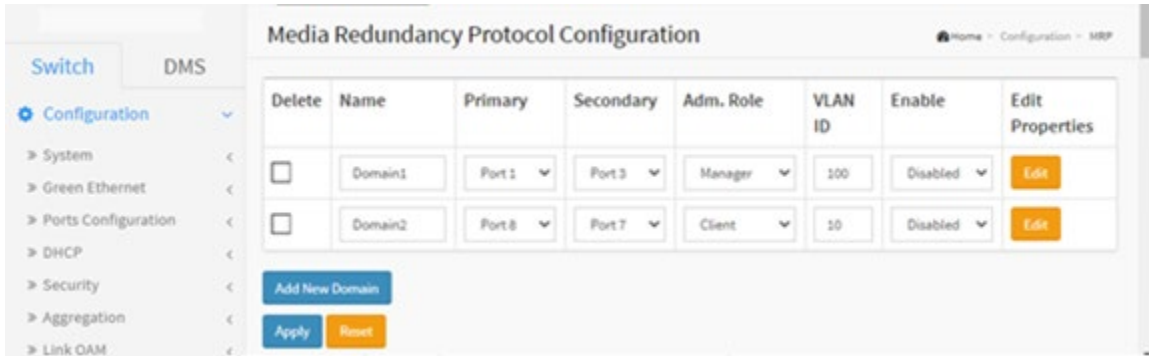 Media Redundancy Protocol Configuration
Home - Configuration - MRP
Switch DMS
Configuration
» System
» Green Ethernet
» Ports Configuration
» DHCP
» Security
» Aggregation
» Link OAM
Delete Name Primary Secondary Adm. Role VLAN ID Enable Edit Properties
Domain1 Port 1 Port 3 Manager 100 Disabled Edit
Domain2 Port 8 Port 7 Client 10 Disabled Edit
Add New Domain
Apply Reset